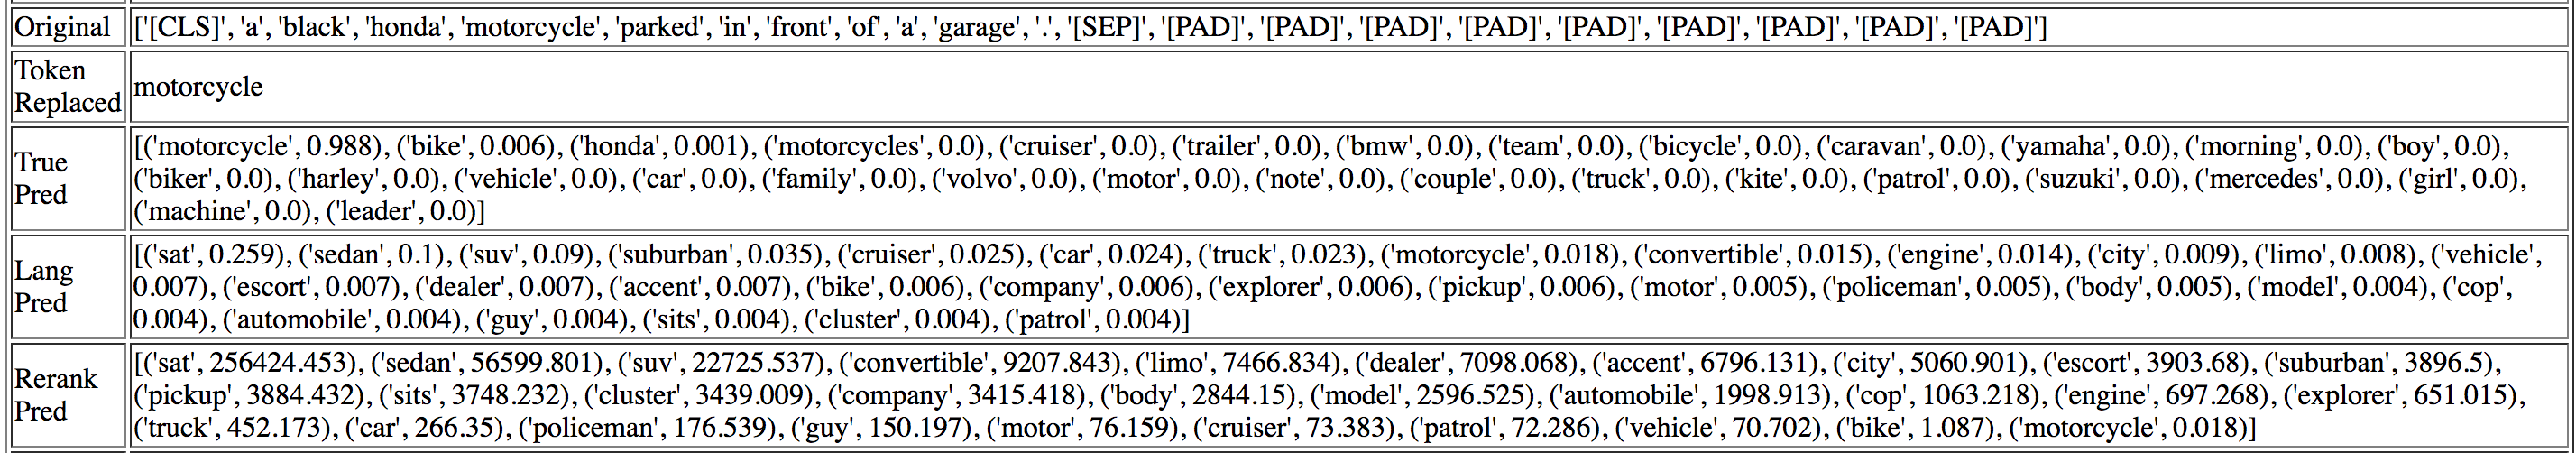 Original ['[CLS]', 'a', 'black', 'honda', 'motorcycle', 'parked', 'in', 'front', 'of', 'a', 'garage', '.', '[SEP]', '[PAD]', '[PAD]', '[PAD]', '[PAD]', '[PAD]', '[PAD]', '[PAD]', '[PAD]', '[PAD]']
Token
Replaced
motorcycle
True
Pred
[('motorcycle', 0.988), ('bike', 0.006), ('honda', 0.001), ('motorcycles', 0.0), ('cruiser', 0.0), ('trailer', 0.0), ('bmw', 0.0), ('team', 0.0), ('bicycle', 0.0), ('caravan', 0.0), ('yamaha', 0.0), ('morning', 0.0), ('boy', 0.0),
('biker', 0.0), ('harley', 0.0), ('vehicle', 0.0), ('car', 0.0), ('family', 0.0), ('volvo', 0.0), ('motor', 0.0), ('note', 0.0), ('couple', 0.0), ('truck', 0.0), ('kite', 0.0), ('patrol', 0.0), ('suzuki', 0.0), ('mercedes', 0.0), ('girl', 0.0),
('machine', 0.0), ('leader', 0.0)]
Lang
Pred
[('sat', 0.259), ('sedan', 0.1), ('suv', 0.09), ('suburban', 0.035), ('cruiser', 0.025), ('car', 0.024), ('truck', 0.023), ('motorcycle', 0.018), ('convertible', 0.015), ('engine', 0.014), ('city', 0.009), ('limo', 0.008), ('vehicle',
0.007), ('escort', 0.007), ('dealer', 0.007), ('accent', 0.007), ('bike', 0.006), ('company', 0.006), ('explorer', 0.006), ('pickup', 0.006), ('motor', 0.005), ('policeman', 0.005), ('body', 0.005), ('model', 0.004), ('cop',
0.004), ('automobile', 0.004), ('guy', 0.004), ('sits', 0.004), ('cluster', 0.004), ('patrol', 0.004)]
Rerank
Pred
[('sat', 256424.453), ('sedan', 56599.801), ('suv', 22725.537), ('convertible', 9207.843), ('limo', 7466.834), ('dealer', 7098.068), ('accent', 6796.131), ('city', 5060.901), ('escort', 3903.68), ('suburban', 3896.5),
('pickup', 3884.432), ('sits', 3748.232), ('cluster', 3439.009), ('company', 3415.418), ('body', 2844.15), ('model', 2596.525), ('automobile', 1998.913), ('cop', 1063.218), ('engine', 697.268), ('explorer', 651.015),
('truck', 452.173), ('car', 266.35), ('policeman', 176.539), ('guy', 150.197), ('motor', 76.159), ('cruiser', 73.383), ('patrol', 72.286), ('vehicle', 70.702), ('bike', 1.087), ('motorcycle', 0.018)]